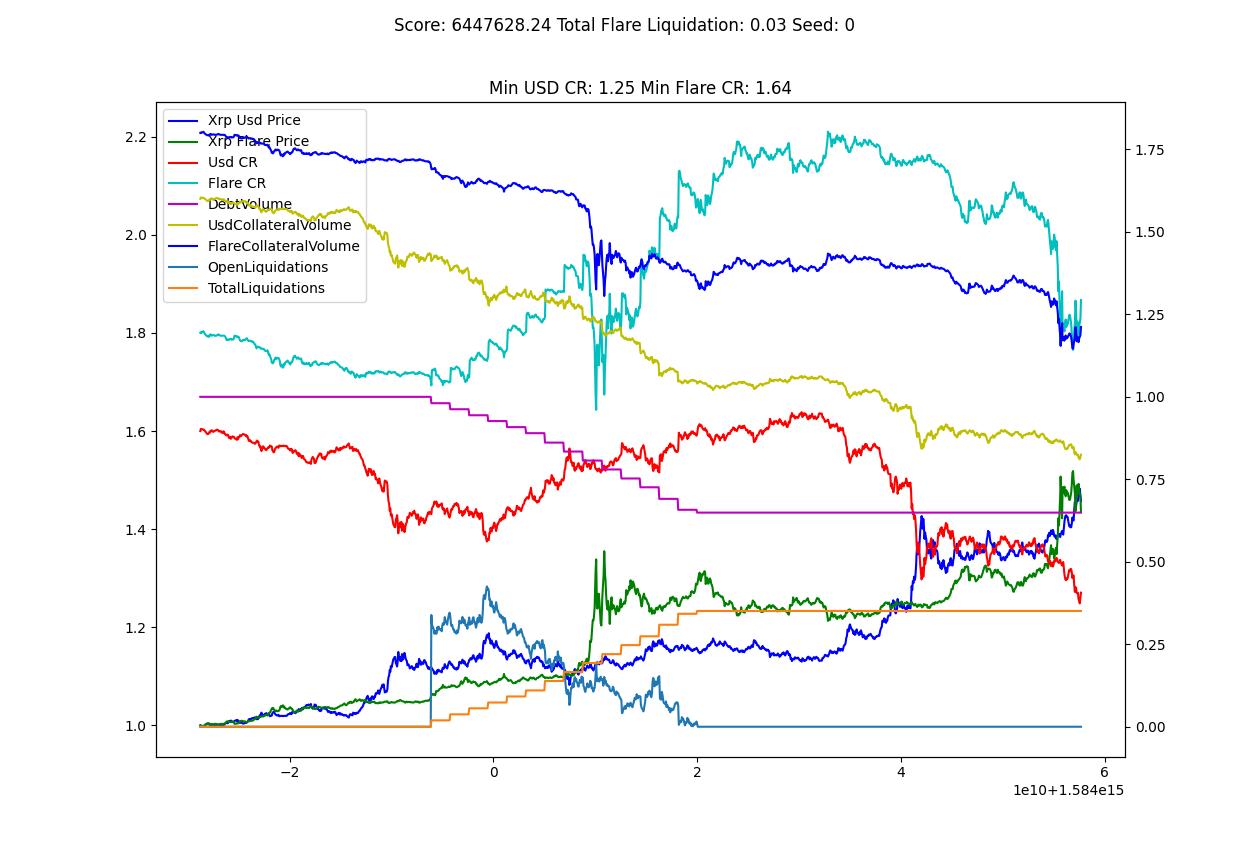 Score: 6447628.24 Total Flare Liquidation: 0.03 Seed: 0
Min USD CR: 1.25 Min Flare CR: 1.64
Xrp Usd Price
Xrp Flare Price
Usd CR
Flare CR
DebtVolume
UsdCollateralVolume
FlareCollateralVolume
OpenLiquidations
TotalLiquidations
2.2
2.0
1.8
1.6
1.4
1.2
1.0
1.75
1.50
1.25
1.00
0.75
0.50
0.25
0.00
−2
0
2
4
6
1e10+1.584e15